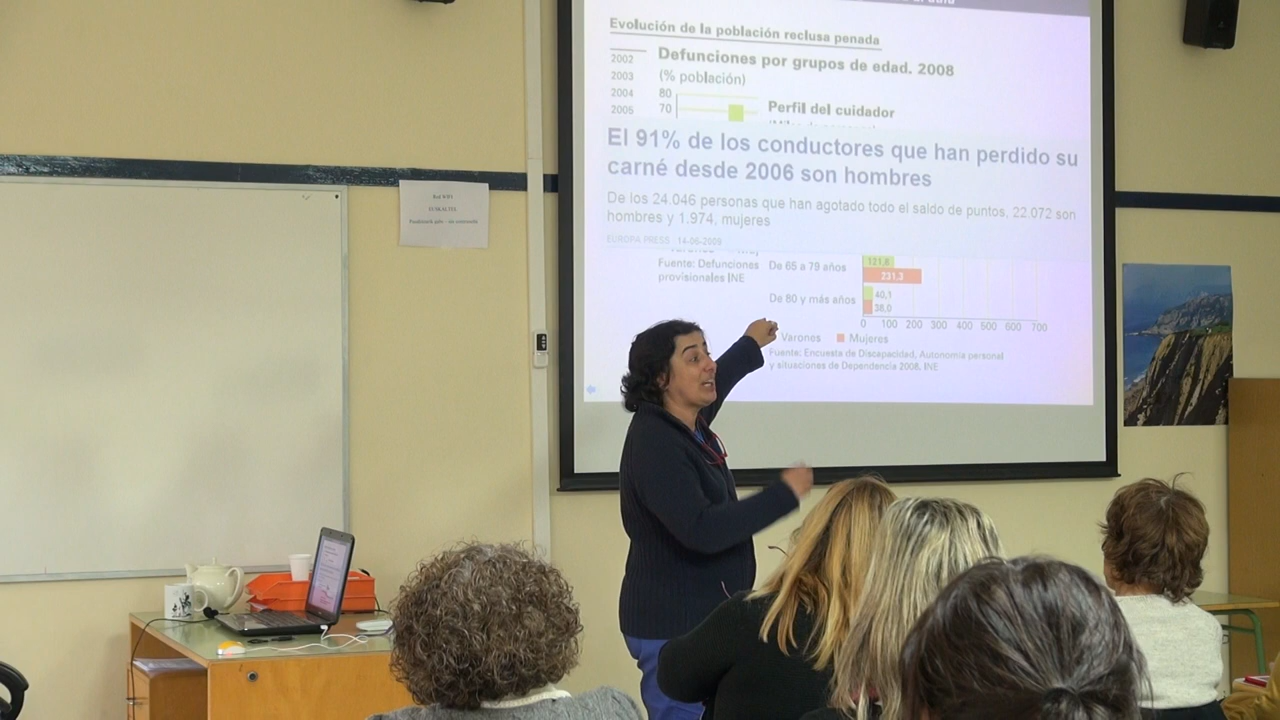 Evolución de la población reclusa penada
2002
2003
2004
2005
Defunciones por grupos de edad. 2008
(% población)
80
70
Perfil del cuidador
El 91% de los conductores que han perdido su
carné desde 2006 son hombres
De los 24.046 personas que han agotado todo el saldo de puntos, 22.072 son
hombres y 1.974, mujeres
EUROPA PRESS 14-06-2009
Fuente: Defunciones
provisionales INE
De 65 a 79 años
121,8
231,3
De 80 y más años
40,1
38,0
0 100 200 300 400 500 600 700
Varones Mujeres
Fuente: Encuesta de Discapacidad, Autonomía personal
y situaciones de Dependencia 2008. INE